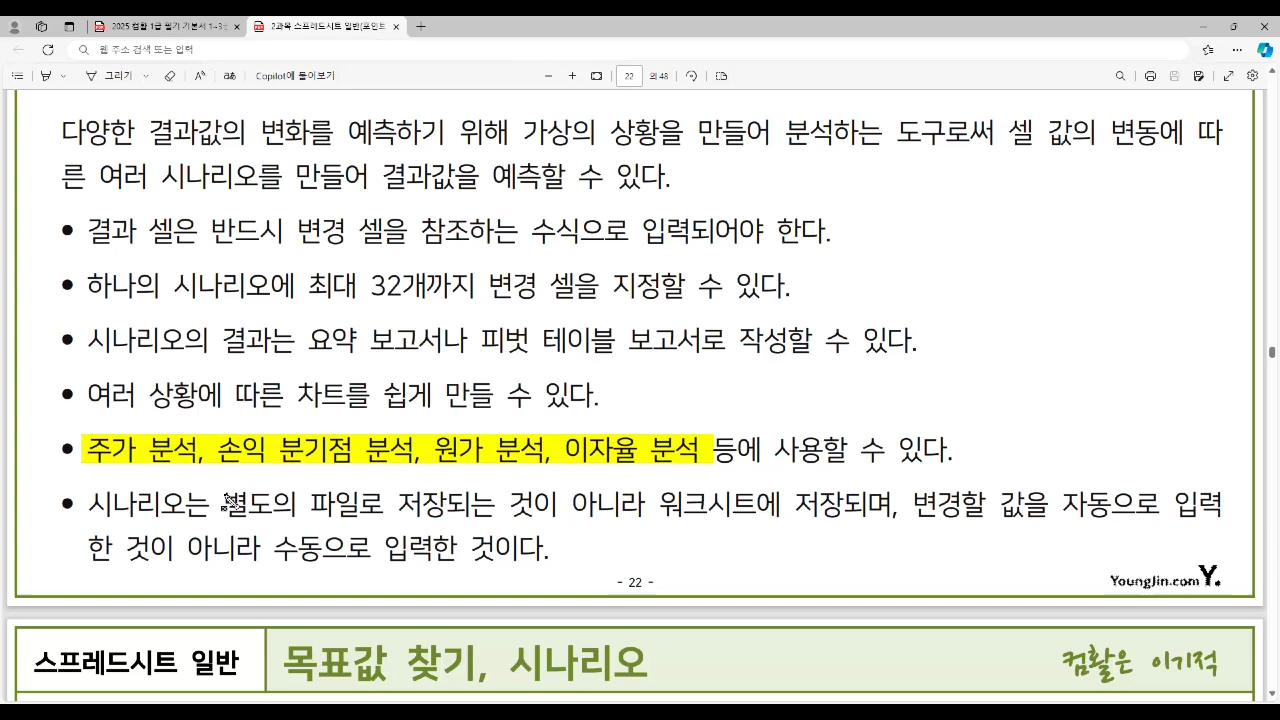 2025 컴활 1급 필기 기본서 1~3
2과목 스프레드시트 일반(포인트
웹 주소 검색 또는 입력
그리기
Copilot에 물어보기
22
의 48
다양한 결과값의 변화를 예측하기 위해 가상의 상황을 만들어 분석하는 도구로써 셀 값의 변동에 따
른 여러 시나리오를 만들어 결과값을 예측할 수 있다.
• 결과 셀은 반드시 변경 셀을 참조하는 수식으로 입력되어야 한다.
• 하나의 시나리오에 최대 32개까지 변경 셀을 지정할 수 있다.
• 시나리오의 결과는 요약 보고서나 피벗 테이블 보고서로 작성할 수 있다.
• 여러 상황에 따른 차트를 쉽게 만들 수 있다.
• 주가 분석, 손익 분기점 분석, 원가 분석, 이자율 분석 등에 사용할 수 있다.
• 시나리오는 별도의 파일로 저장되는 것이 아니라 워크시트에 저장되며, 변경할 값을 자동으로 입력
한 것이 아니라 수동으로 입력한 것이다.
- 22 -
YoungJin.com Y.
스프레드시트 일반
목표값 찾기, 시나리오
컴활은 이기적